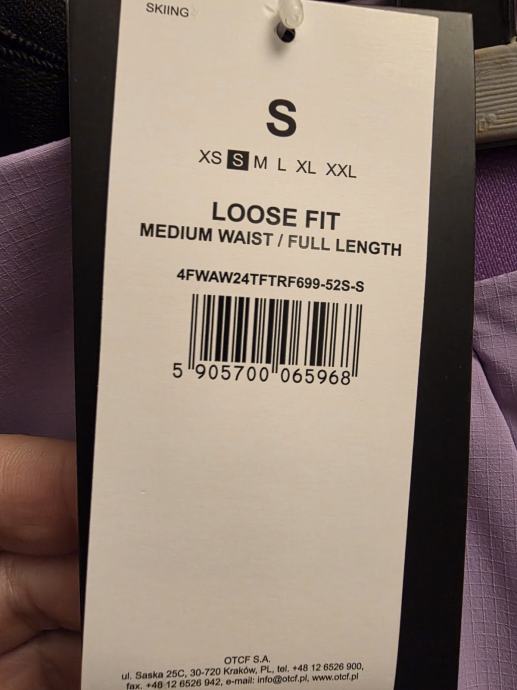 SKIING
S
XS S M L XL XXL
LOOSE FIT
MEDIUM WAIST / FULL LENGTH
4FWAW24TFTRF699-52S-S
5 905700 065968
OTCF S.A.
ul. Saska 25C, 30-720 Kraków, PL, tel. +48 12 6526 900,
fax. +48 12 6526 942, e-mail: info@otcf.pl, www.otcf.pl